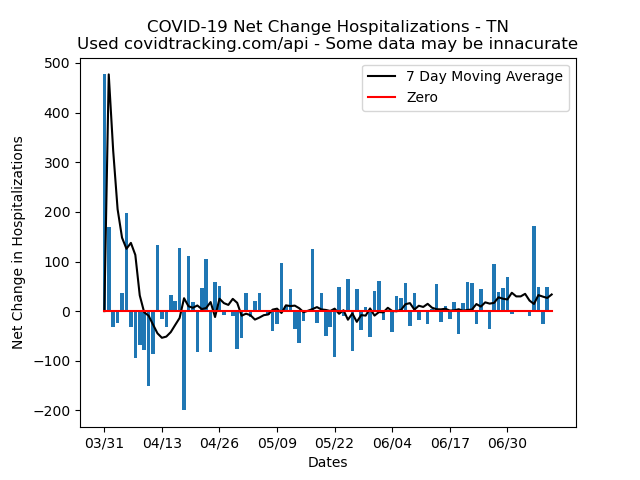 COVID-19 Net Change Hospitalizations - TN
Used covidtracking.com/api - Some data may be innacurate
7 Day Moving Average
Zero
Net Change in Hospitalizations
500
400
300
200
100
0
−100
−200
03/31 04/13 04/26 05/09 05/22 06/04 06/17 06/30
Dates